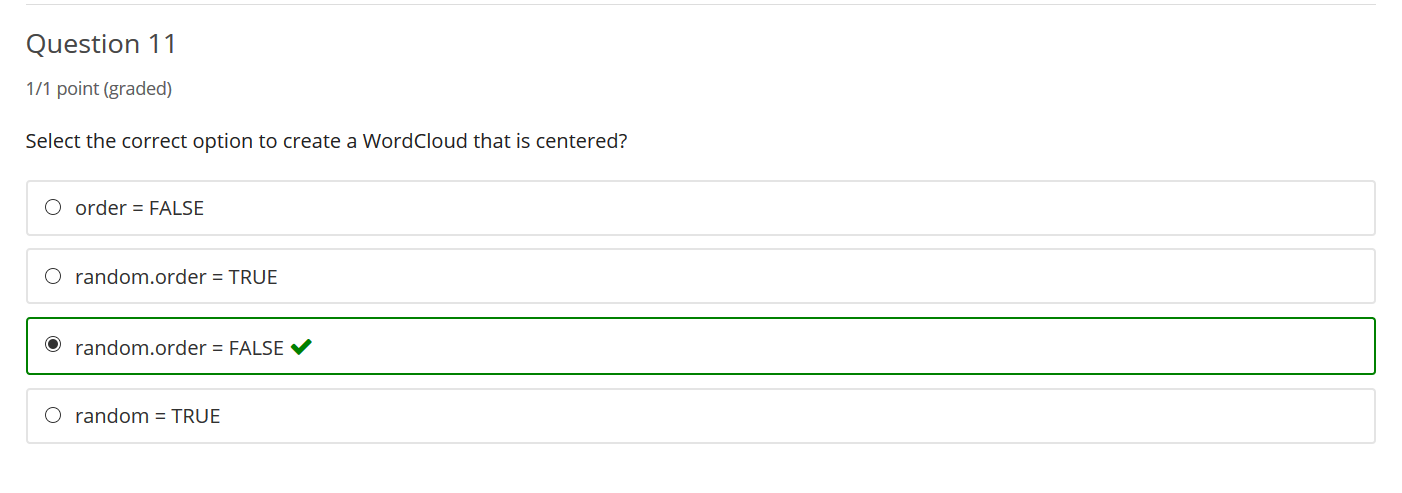 Question 11
1/1 point (graded)
Select the correct option to create a WordCloud that is centered?
order = FALSE
random.order = TRUE
random.order = FALSE
random = TRUE